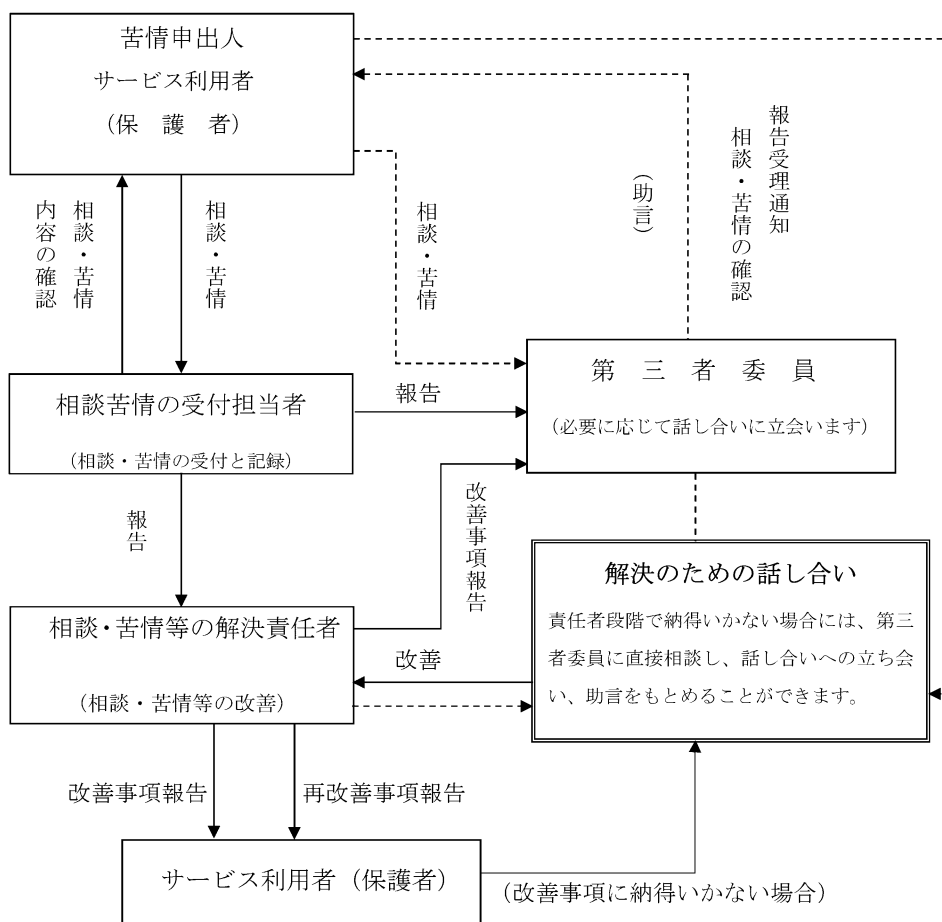 苦情申出人
サービス利用者
(保 護 者)
報告受理通知
相談・苦情の確認
(助言)
相談・苦情
内容の確認
相談・苦情
相談・苦情
第 三 者 委 員
(必要に応じて話し合いに立会います)
相談苦情の受付担当者
(相談・苦情の受付と記録)
報告
報告
改善事項報告
解決のための話し合い
責任者段階で納得いかない場合には、第三
者委員に直接相談し、話し合いへの立ち会
い、助言をもとめることができます。
相談・苦情等の解決責任者
(相談・苦情等の改善)
改善
改善事項報告
再改善事項報告
サービス利用者(保護者)
(改善事項に納得いかない場合)